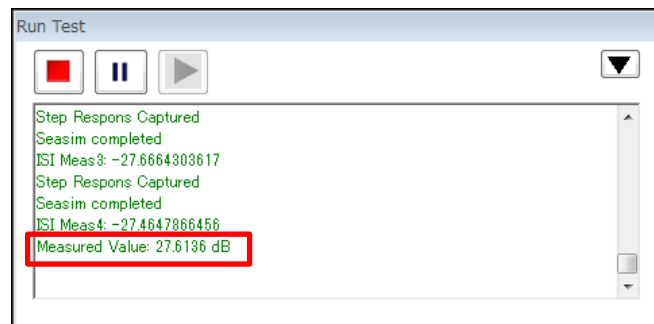 Run Test
Step Respons Captured
Seasim completed
ISI Meas3: -27.6664303617
Step Respons Captured
Seasim completed
ISI Meas4: -27.4647866456
Measured Value: 27.6136 dB